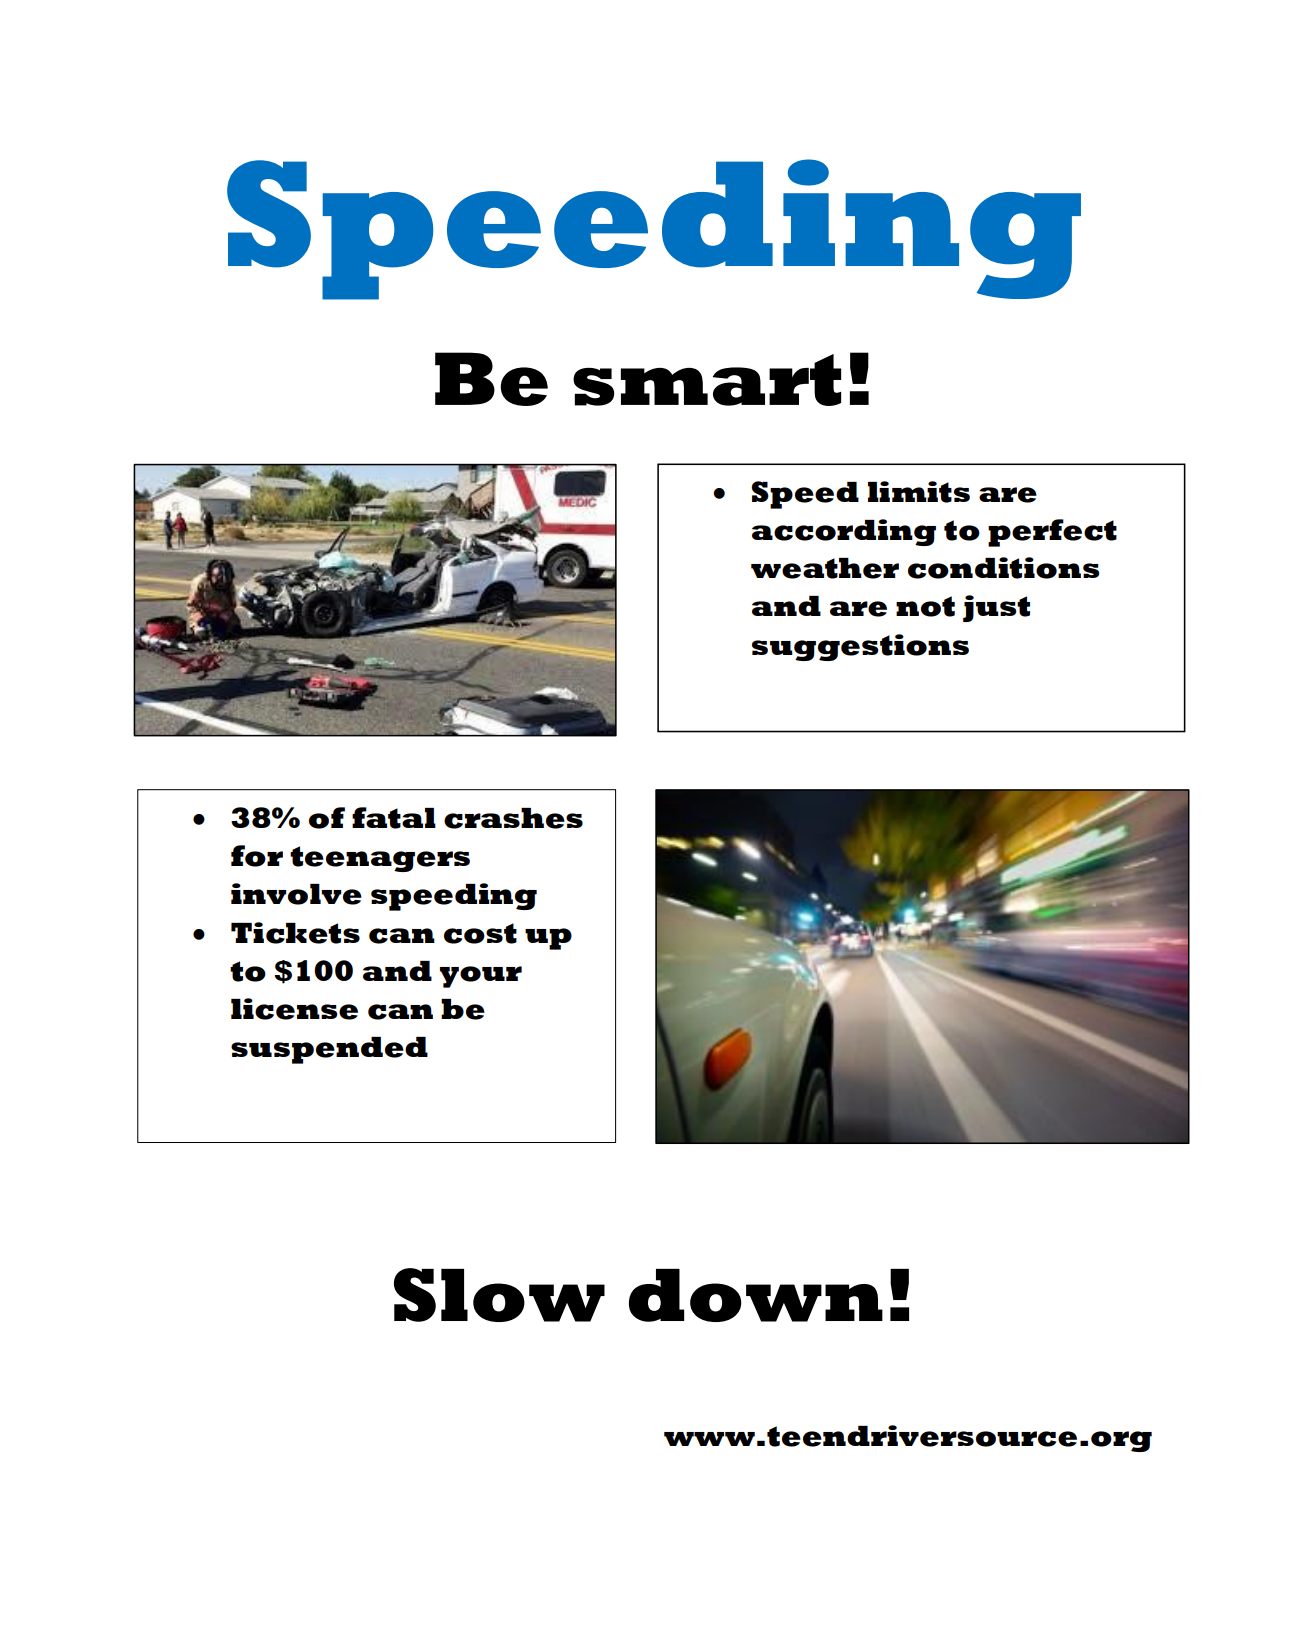 Speeding
Be smart!
MEDIC
• Speed limits are
according to perfect
weather conditions
and are not just
suggestions
• 38% of fatal crashes
for teenagers
involve speeding
• Tickets can cost up
to $100 and your
license can be
suspended
Slow down!
www.teendriversource.org